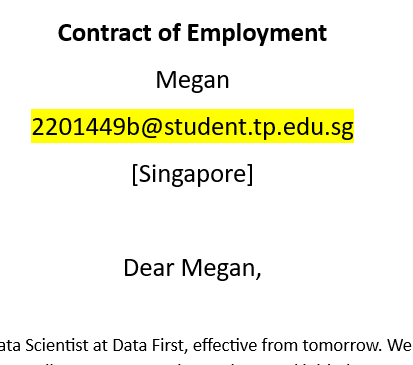 Contract of Employment
Megan
2201449b@student.tp.edu.sg
[Singapore]
Dear Megan,
ata Scientist at Data First, effective from tomorrow. We